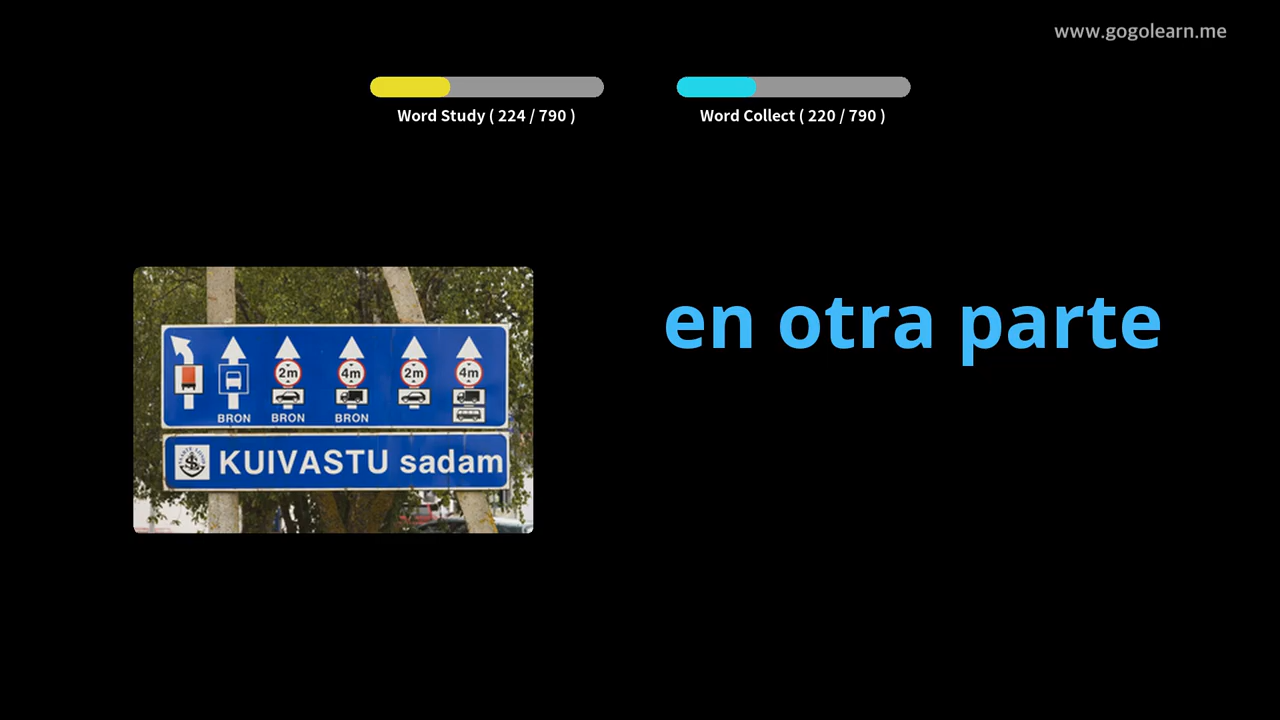 www.gogolearn.me
Word Study ( 224 / 790 )
Word Collect ( 220 / 790 )
en otra parte
2m
4m
2m
4m
BRON
BRON
BRON
KUIVASTU sadam